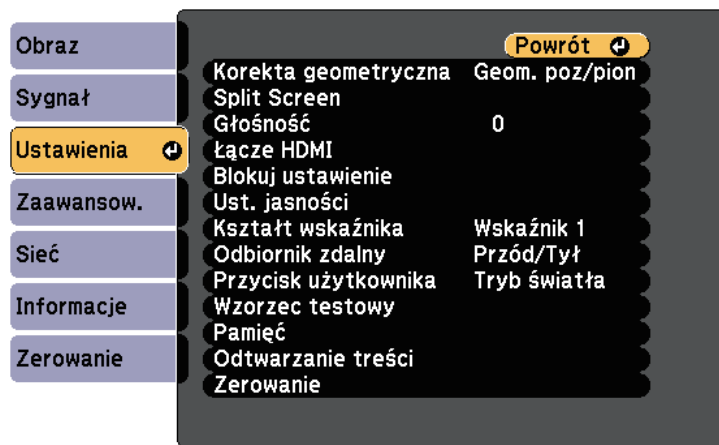 Obraz
Sygnał
Ustawienia
Zaawansow.
Sieć
Informacje
Zerowanie
Powrót
Korekta geometryczna Geom. poz/pion
Split Screen
Głośność 0
Łącze HDMI
Blokuj ustawienie
Ust. jasności
Kształt wskaźnika Wskaźnik 1
Odbiornik zdalny Przód/Tył
Przycisk użytkownika Tryb światła
Wzorzec testowy
Pamięć
Odtwarzanie treści
Zerowanie